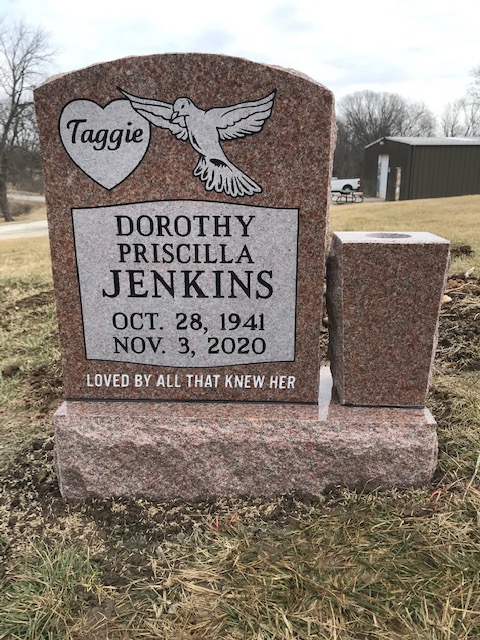 Taggie
DOROTHY
PRISCILLA
JENKINS
OCT. 28, 1941
NOV. 3, 2020
LOVED BY ALL THAT KNEW HER